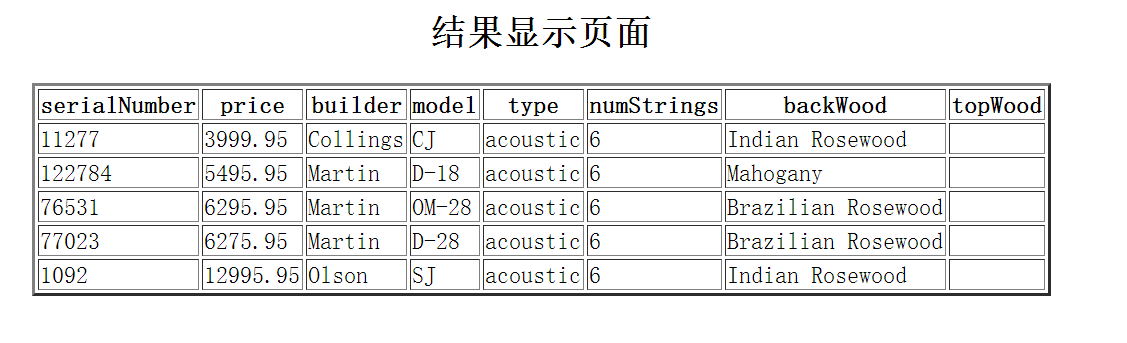 结果显示页面
serialNumber price builder model type numStrings backWood topWood
11277 3999.95 Collings CJ acoustic 6 Indian Rosewood
122784 5495.95 Martin D-18 acoustic 6 Mahogany
76531 6295.95 Martin OM-28 acoustic 6 Brazilian Rosewood
77023 6275.95 Martin D-28 acoustic 6 Brazilian Rosewood
1092 12995.95 Olson SJ acoustic 6 Indian Rosewood